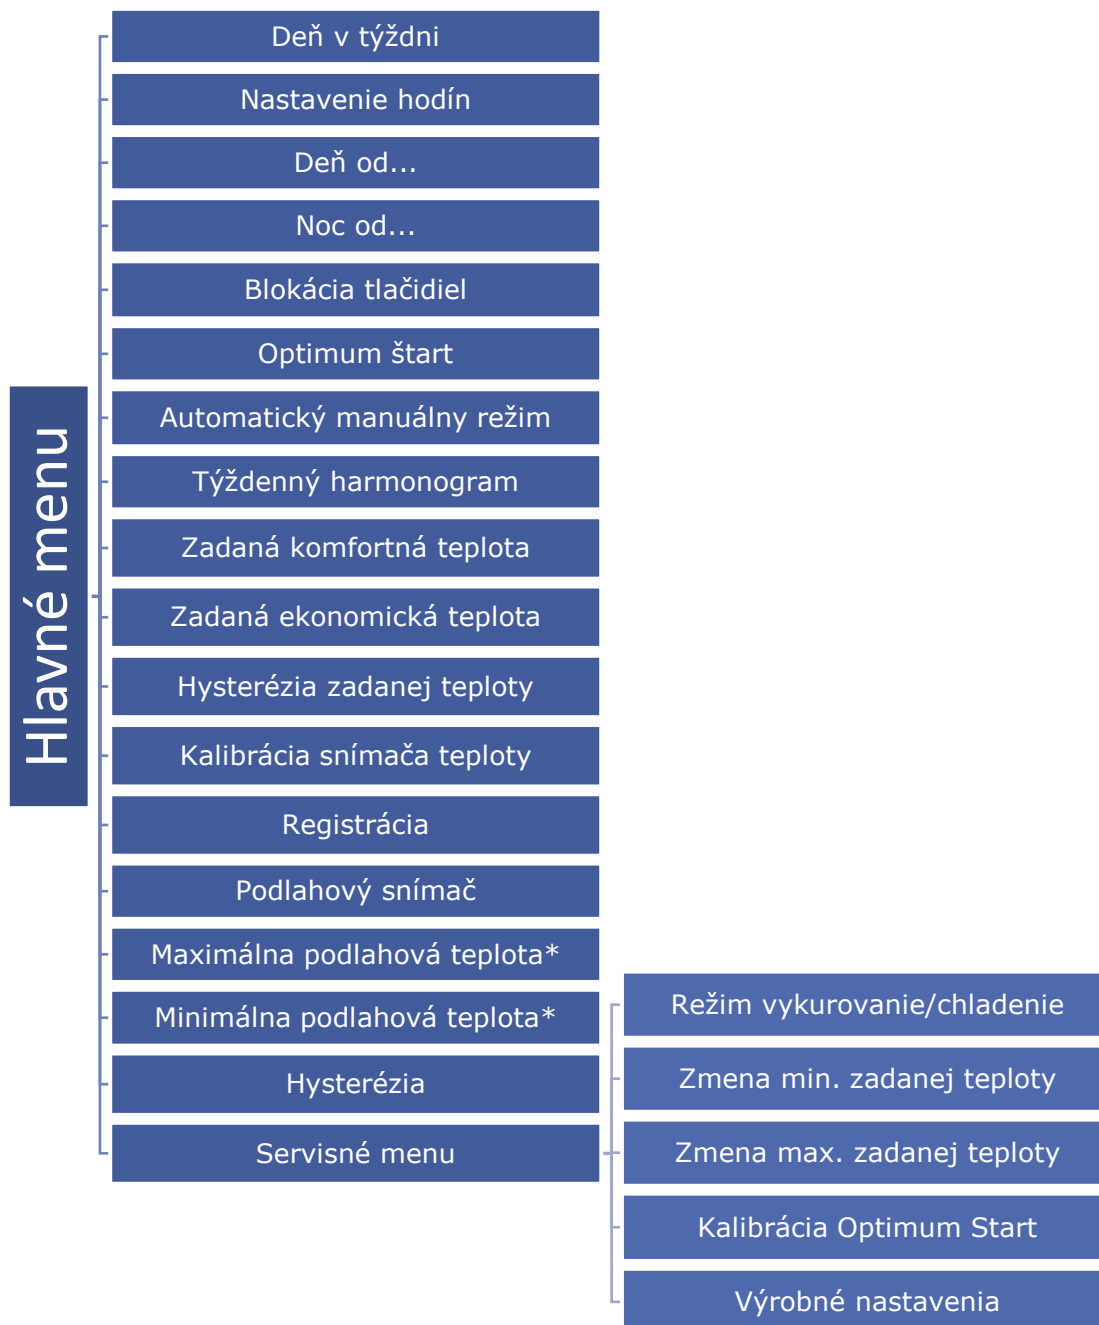 Hlavné menu
Deň v týždni
Nastavenie hodín
Deň od...
Noc od...
Blokácia tlačidiel
Optimum štart
Automatický manuálny režim
Týždenný harmonogram
Zadaná komfortná teplota
Zadaná ekonomická teplota
Hysterézia zadanej teploty
Kalibrácia snímača teploty
Registrácia
Podlahový snímač
Maximálna podlahová teplota*
Minimálna podlahová teplota*
Hysterézia
Servisné menu
Režim vykurovanie/chladenie
Zmena min. zadanej teploty
Zmena max. zadanej teploty
Kalibrácia Optimum Start
Výrobné nastavenia